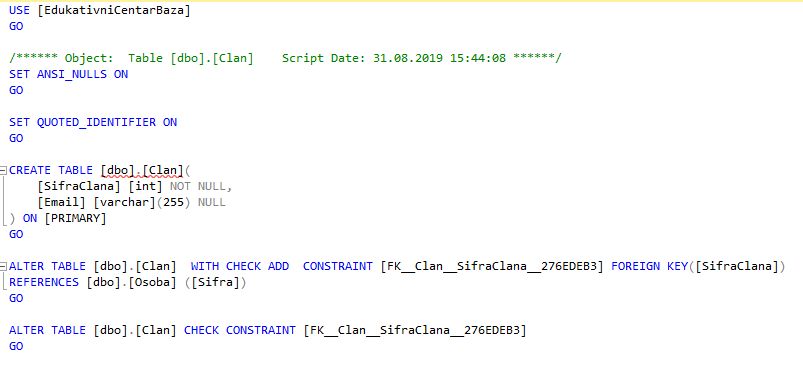 USE [EdukativniCentarBaza]
GO
/****** Object:  Table [dbo].[Clan]    Script Date: 31.08.2019 15:44:08 ******/
SET ANSI_NULLS ON
GO
SET QUOTED_IDENTIFIER ON
GO
CREATE TABLE [dbo].[Clan](
    [SifraClana] [int] NOT NULL,
    [Email] [varchar](255) NULL
) ON [PRIMARY]
GO
ALTER TABLE [dbo].[Clan]  WITH CHECK ADD  CONSTRAINT [FK__Clan__SifraClana__276EDEB3] FOREIGN KEY([SifraClana])
REFERENCES [dbo].[Osoba] ([Sifra])
GO
ALTER TABLE [dbo].[Clan] CHECK CONSTRAINT [FK__Clan__SifraClana__276EDEB3]
GO